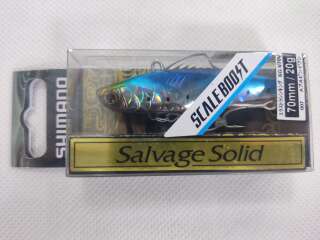 SHIMANO
SCALE BOOST
70mm / 20g
Salvage Solid